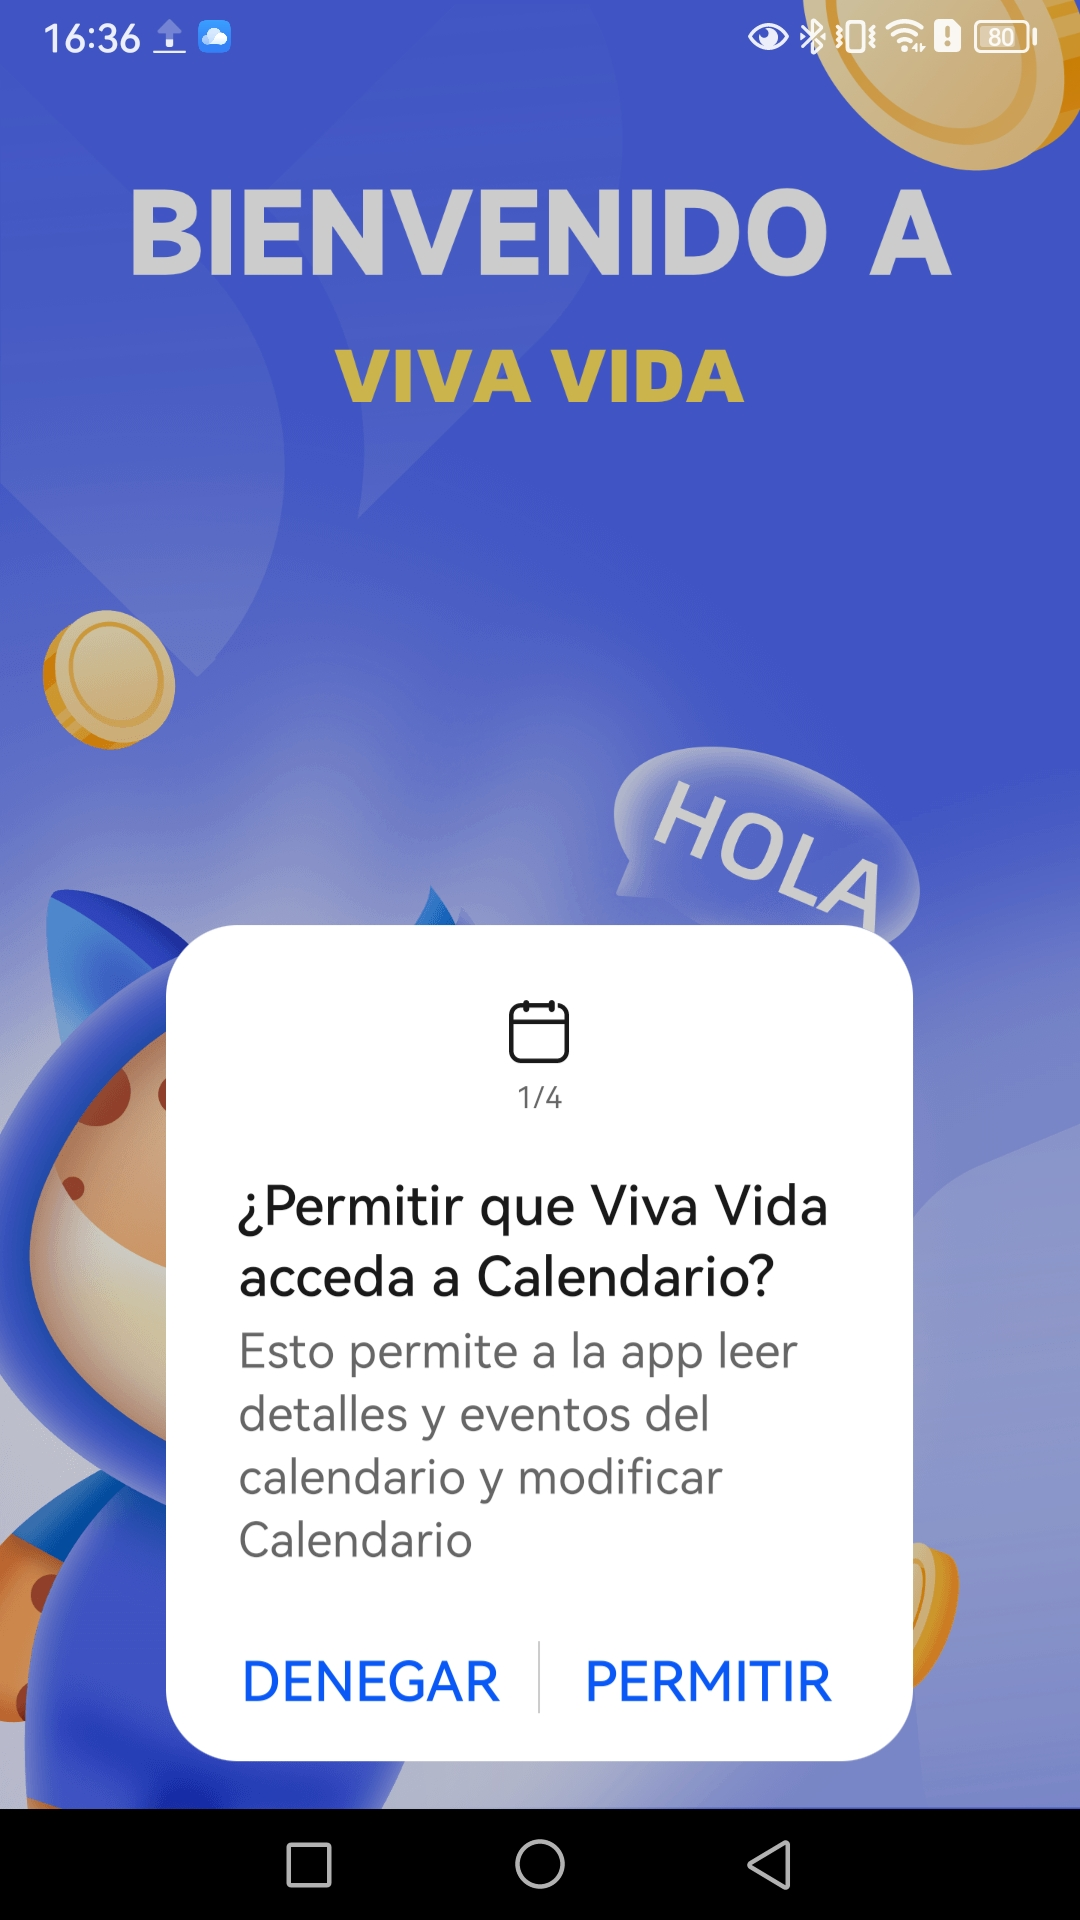 16:36
80
BIENVENIDO A
VIVA VIDA
HOLA
1/4
¿Permitir que Viva Vida
acceda a Calendario?
Esto permite a la app leer
detalles y eventos del
calendario y modificar
Calendario
DENEGAR
PERMITIR